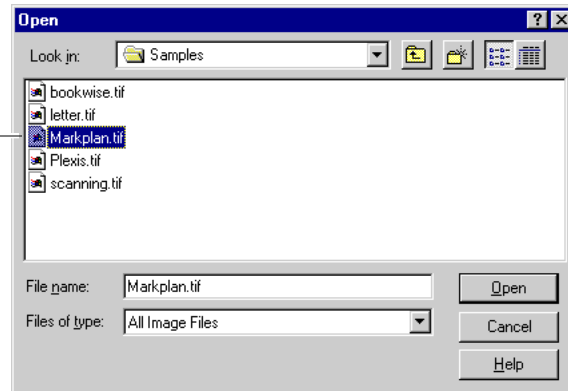 Open
Look in: Samples
bookwise.tif
letter.tif
Markplan.tif
Plexis.tif
scanning.tif
File name: Markplan.tif Open
Files of type: All Image Files Cancel
Help